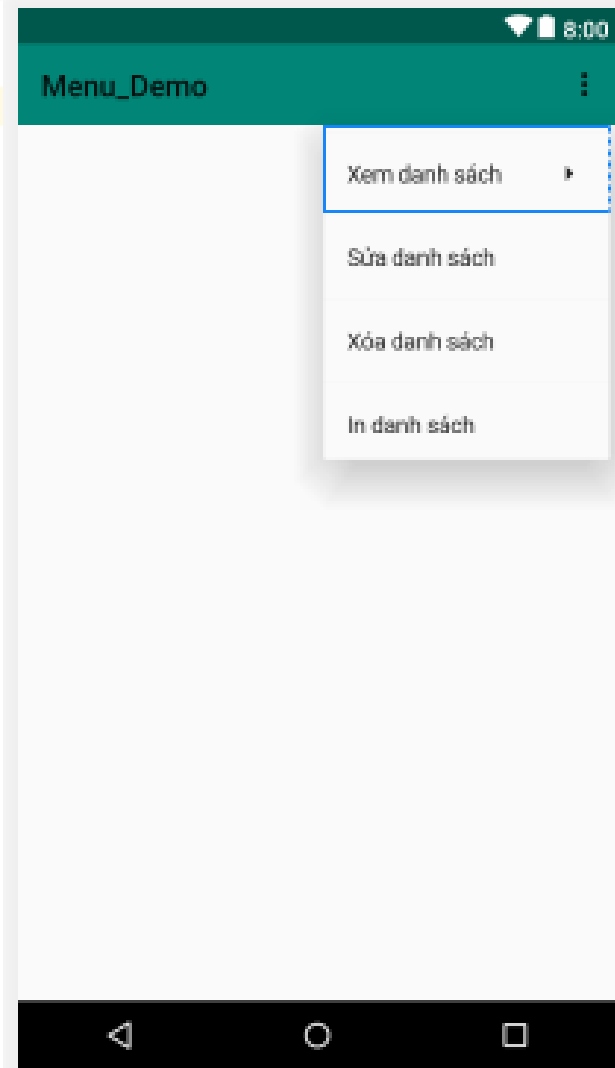 8:00
Menu_Demo
Xem danh sách
Sửa danh sách
Xóa danh sách
In danh sách